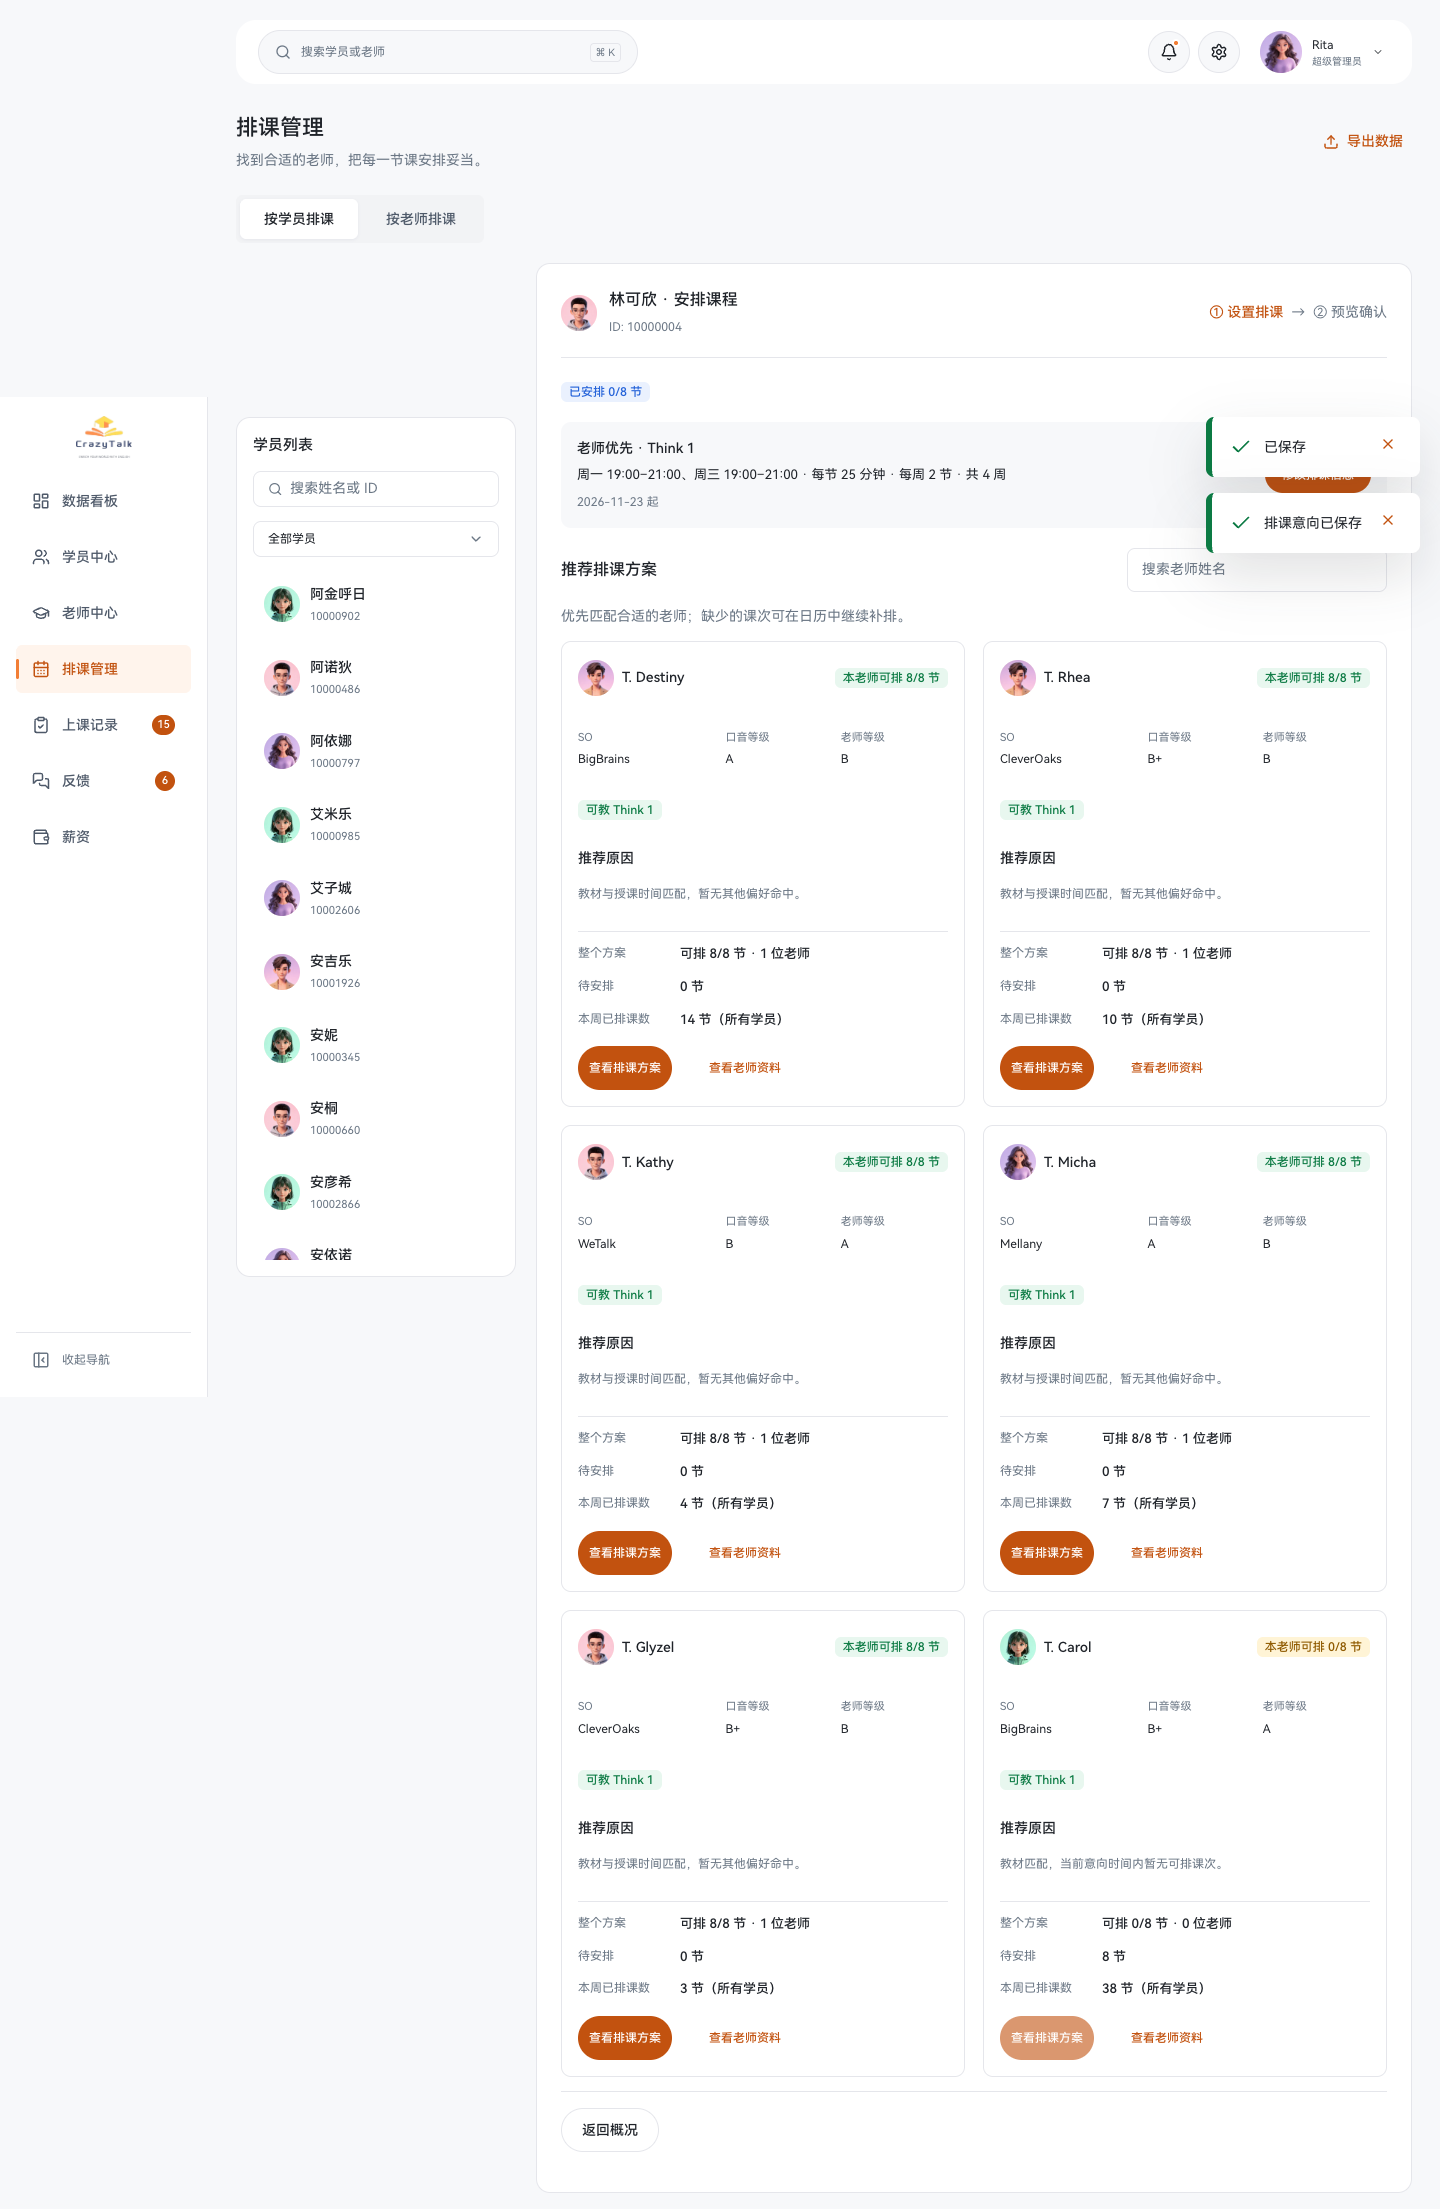 搜索学员或老师
⌘ K
Rita
超级管理员
排课管理
找到合适的老师，把每一节课安排妥当。
导出数据
按学员排课
按老师排课
CrazyTalk
数据看板
学员中心
老师中心
排课管理
上课记录
15
反馈
6
薪资
收起导航
学员列表
搜索姓名或 ID
全部学员
阿金呼日
10000902
阿诺狄
10000486
阿依娜
10000797
艾米乐
10000985
艾子城
10002606
安吉乐
10001926
安妮
10000345
安桐
10000660
安彦希
10002866
安依诺
林可欣 · 安排课程
ID: 10000004
① 设置排课 → ② 预览确认
已安排 0/8 节
老师优先 · Think 1
周一 19:00–21:00、周三 19:00–21:00 · 每节 25 分钟 · 每周 2 节 · 共 4 周
2026-11-23 起
已保存
排课意向已保存
推荐排课方案
搜索老师姓名
优先匹配合适的老师；缺少的课次可在日历中继续补排。
T. Destiny
本老师可排 8/8 节
SO
口音等级
老师等级
BigBrains
A
B
可教 Think 1
推荐原因
教材与授课时间匹配，暂无其他偏好命中。
整个方案
可排 8/8 节 · 1 位老师
待安排
0 节
本周已排课数
14 节（所有学员）
查看排课方案
查看老师资料
T. Rhea
本老师可排 8/8 节
SO
口音等级
老师等级
CleverOaks
B+
B
可教 Think 1
推荐原因
教材与授课时间匹配，暂无其他偏好命中。
整个方案
可排 8/8 节 · 1 位老师
待安排
0 节
本周已排课数
10 节（所有学员）
查看排课方案
查看老师资料
T. Kathy
本老师可排 8/8 节
SO
口音等级
老师等级
WeTalk
B
A
可教 Think 1
推荐原因
教材与授课时间匹配，暂无其他偏好命中。
整个方案
可排 8/8 节 · 1 位老师
待安排
0 节
本周已排课数
4 节（所有学员）
查看排课方案
查看老师资料
T. Micha
本老师可排 8/8 节
SO
口音等级
老师等级
Mellany
A
B
可教 Think 1
推荐原因
教材与授课时间匹配，暂无其他偏好命中。
整个方案
可排 8/8 节 · 1 位老师
待安排
0 节
本周已排课数
7 节（所有学员）
查看排课方案
查看老师资料
T. Glyzel
本老师可排 8/8 节
SO
口音等级
老师等级
CleverOaks
B+
B
可教 Think 1
推荐原因
教材与授课时间匹配，暂无其他偏好命中。
整个方案
可排 8/8 节 · 1 位老师
待安排
0 节
本周已排课数
3 节（所有学员）
查看排课方案
查看老师资料
T. Carol
本老师可排 0/8 节
SO
口音等级
老师等级
BigBrains
B+
A
可教 Think 1
推荐原因
教材匹配，当前意向时间内暂无可排课次。
整个方案
可排 0/8 节 · 0 位老师
待安排
8 节
本周已排课数
38 节（所有学员）
查看排课方案
查看老师资料
返回概况